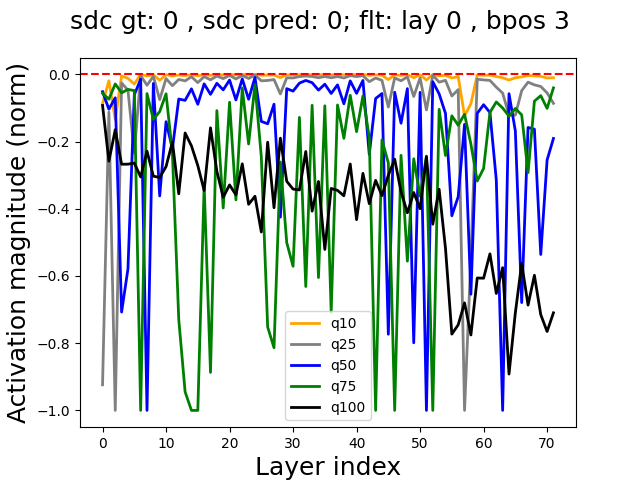 sdc gt: 0 , sdc pred: 0; flt: lay 0 , bpos 3
Activation magnitude (norm)
0.0
−0.2
−0.4
−0.6
−0.8
−1.0
q10
q25
q50
q75
q100
0 10 20 30 40 50 60 70
Layer index